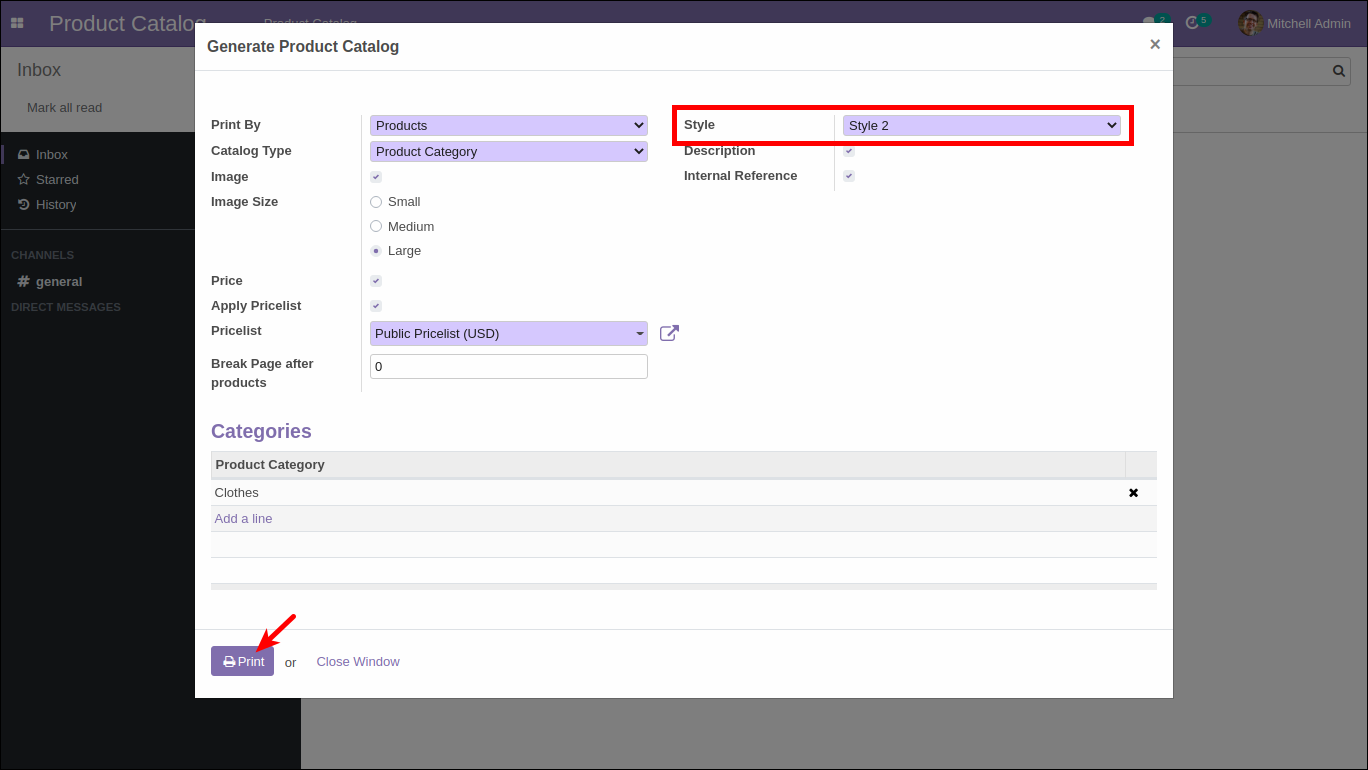 Product Catalog
Product Catalog
2
5
Mitchell Admin
Generate Product Catalog
×
Inbox
Mark all read
Inbox
Starred
History
CHANNELS
# general
DIRECT MESSAGES
Print By
Products
Style
Style 2
Catalog Type
Product Category
Description
Image
Internal Reference
Image Size
Small
Medium
Large
Price
Apply Pricelist
Pricelist
Public Pricelist (USD)
Break Page after
products
0
Categories
Product Category
Clothes
Add a line
Print
or
Close Window